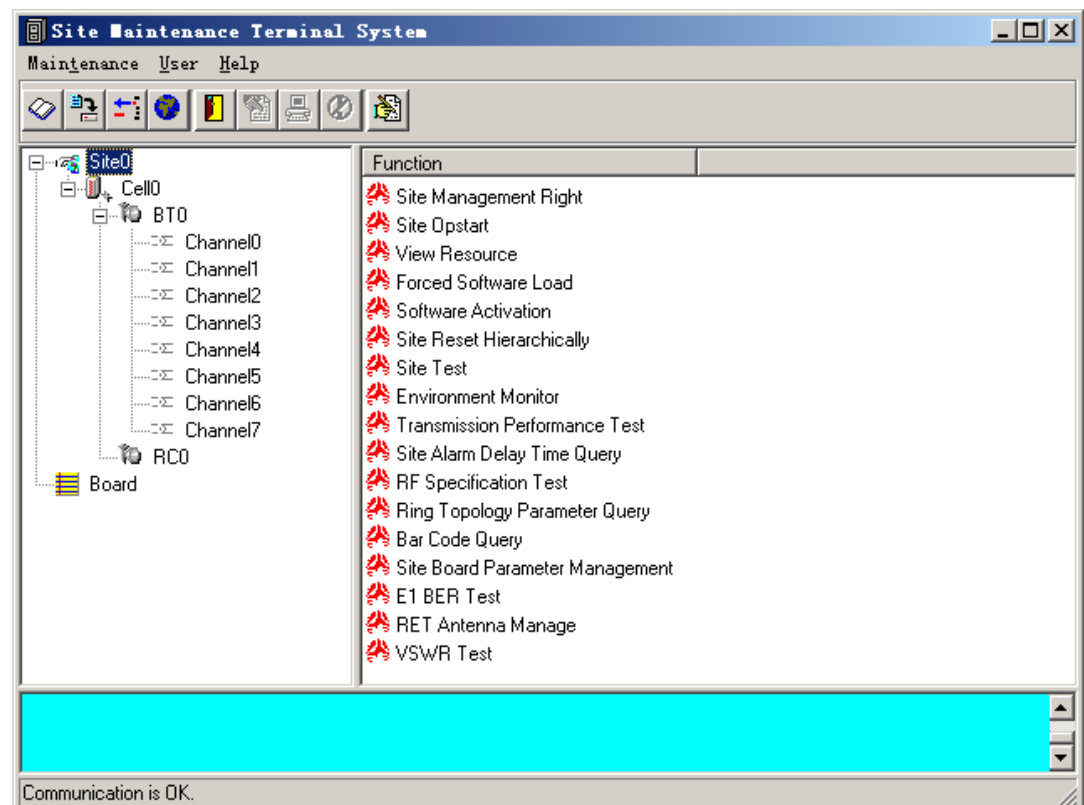 Site Maintenance Terminal System
Maintenance User Help
Site0
Cell0
BT0
Channel0
Channel1
Channel2
Channel3
Channel4
Channel5
Channel6
Channel7
RC0
Board
Function
Site Management Right
Site Opstart
View Resource
Forced Software Load
Software Activation
Site Reset Hierarchically
Site Test
Environment Monitor
Transmission Performance Test
Site Alarm Delay Time Query
RF Specification Test
Ring Topology Parameter Query
Bar Code Query
Site Board Parameter Management
E1 BER Test
RET Antenna Manage
VSWR Test
Communication is OK.